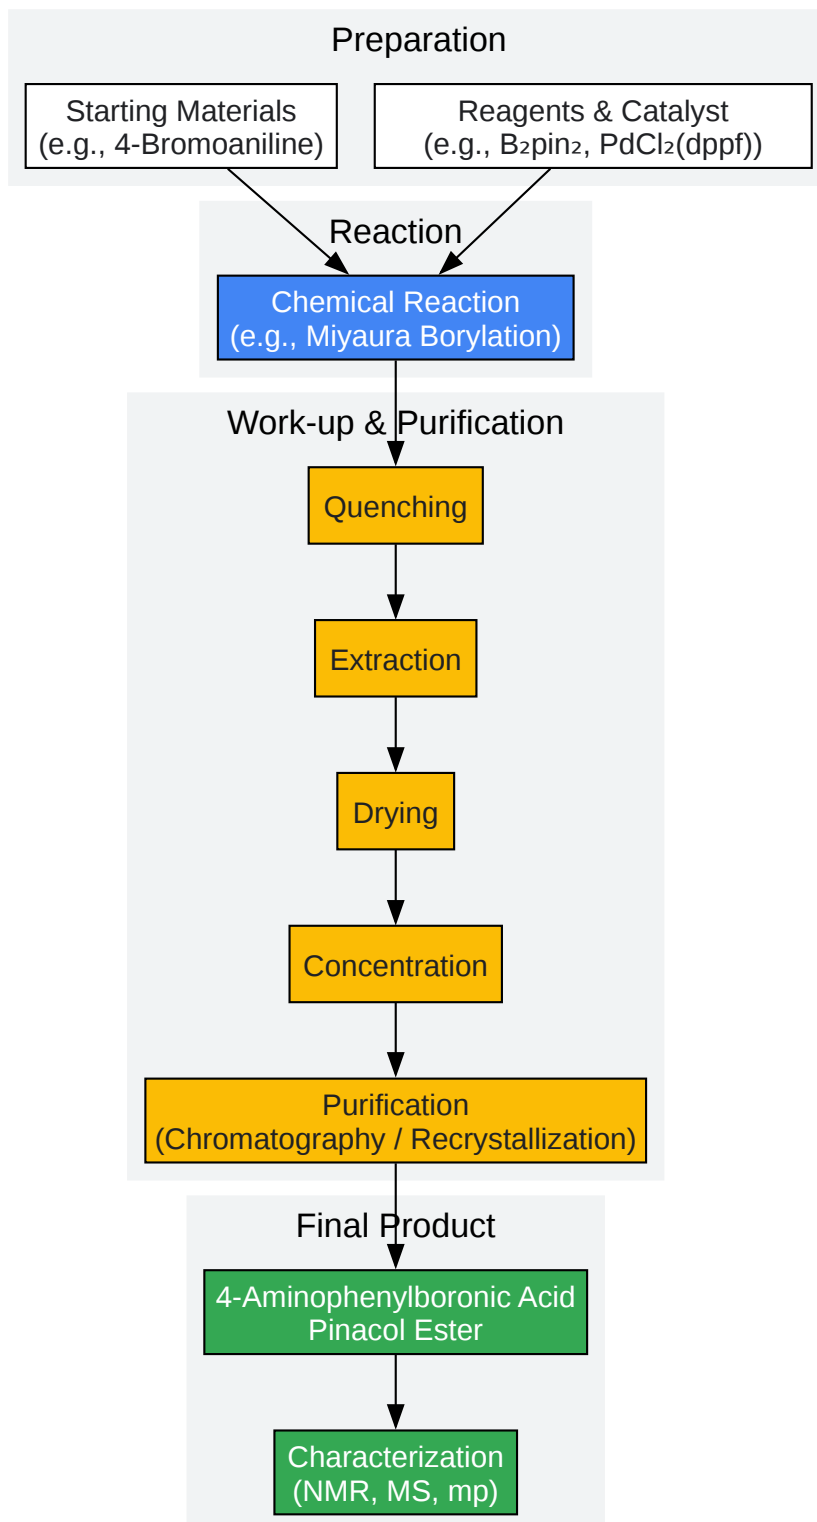 Preparation
Starting Materials
(e.g., 4-Bromoaniline)
Reagents & Catalyst
(e.g., B₂pin₂, PdCl₂(dppf))
Reaction
Chemical Reaction
(e.g., Miyaura Borylation)
Work-up & Purification
Quenching
Extraction
Drying
Concentration
Purification
(Chromatography / Recrystallization)
Final Product
4-Aminophenylboronic Acid
Pinacol Ester
Characterization
(NMR, MS, mp)